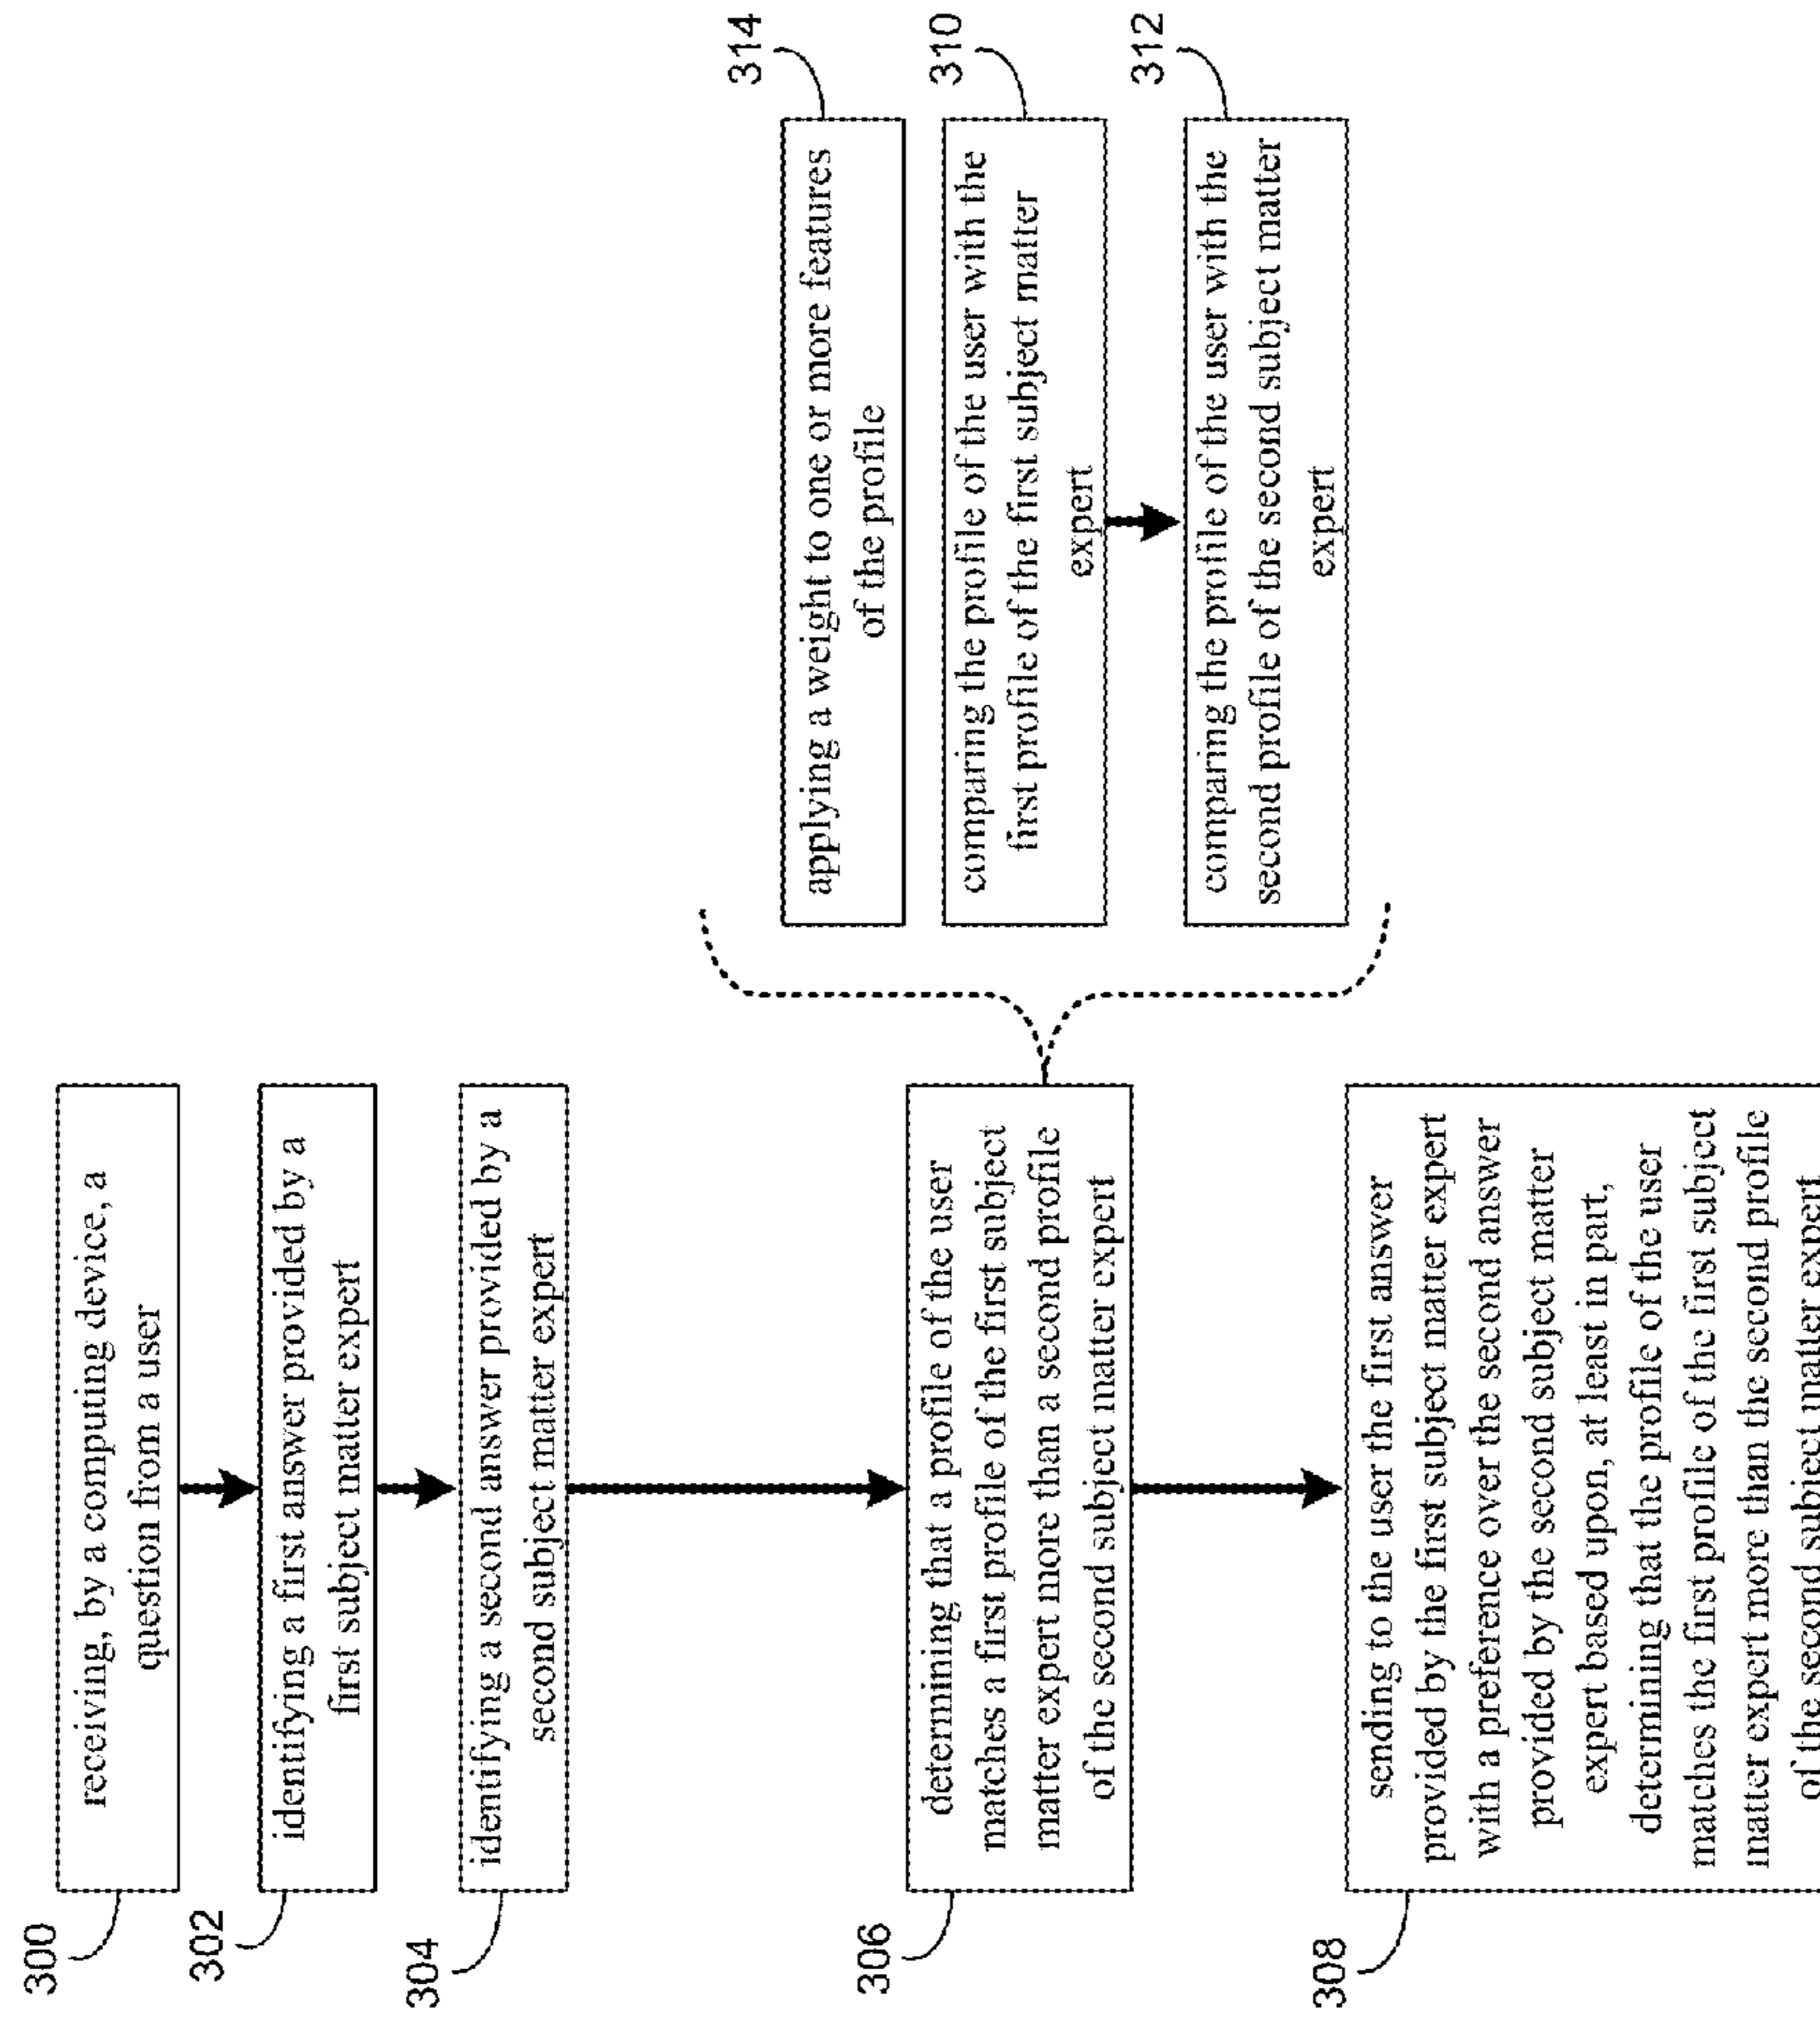 300
receiving, by a computing device, a
question from a user
302
identifying a first answer provided by a
first subject matter expert
304
identifying a second answer provided by a
second subject matter expert
306
determining that a profile of the user
matches a first profile of the first subject
matter expert more than a second profile
of the second subject matter expert
314
applying a weight to one or more features
of the profile
310
comparing the profile of the user with the
first profile of the first subject matter
expert
312
comparing the profile of the user with the
second profile of the second subject matter
expert
308
sending to the user the first answer
provided by the first subject matter expert
with a preference over the second answer
provided by the second subject matter
expert based upon, at least in part,
determining that the profile of the user
matches the first profile of the first subject
matter expert more than the second profile
of the second subject matter expert